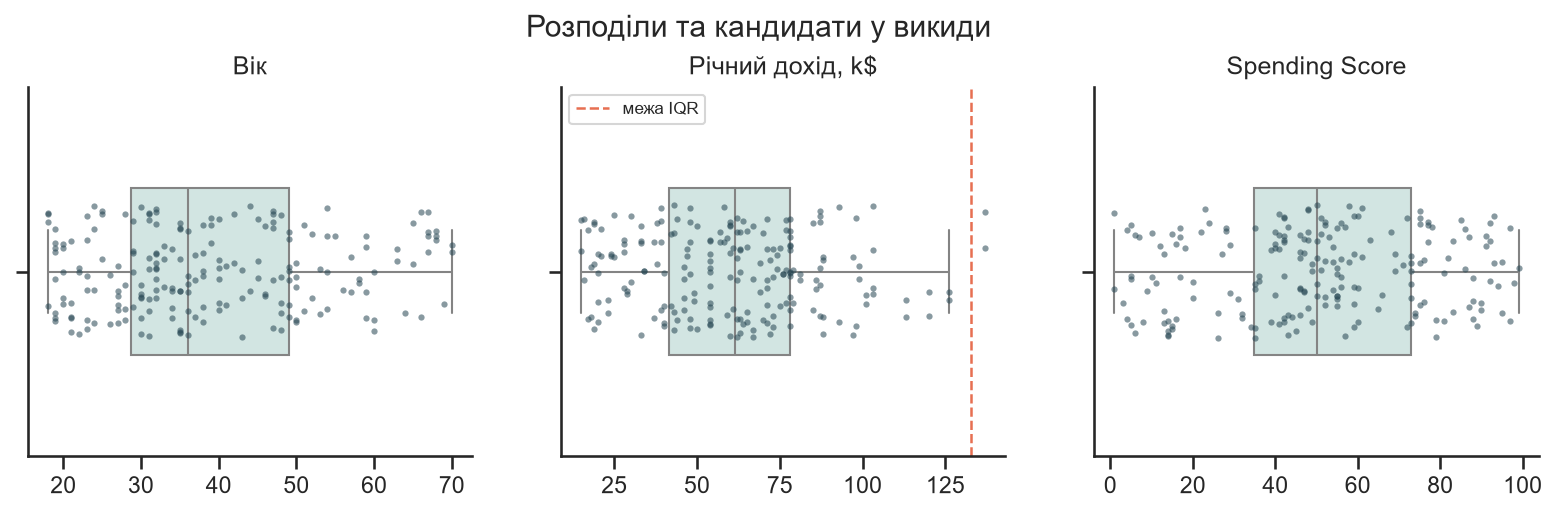 Розподіли та кандидати у викиди
Вік
20 30 40 50 60 70
Річний дохід, k$
межа IQR
25 50 75 100 125
Spending Score
0 20 40 60 80 100